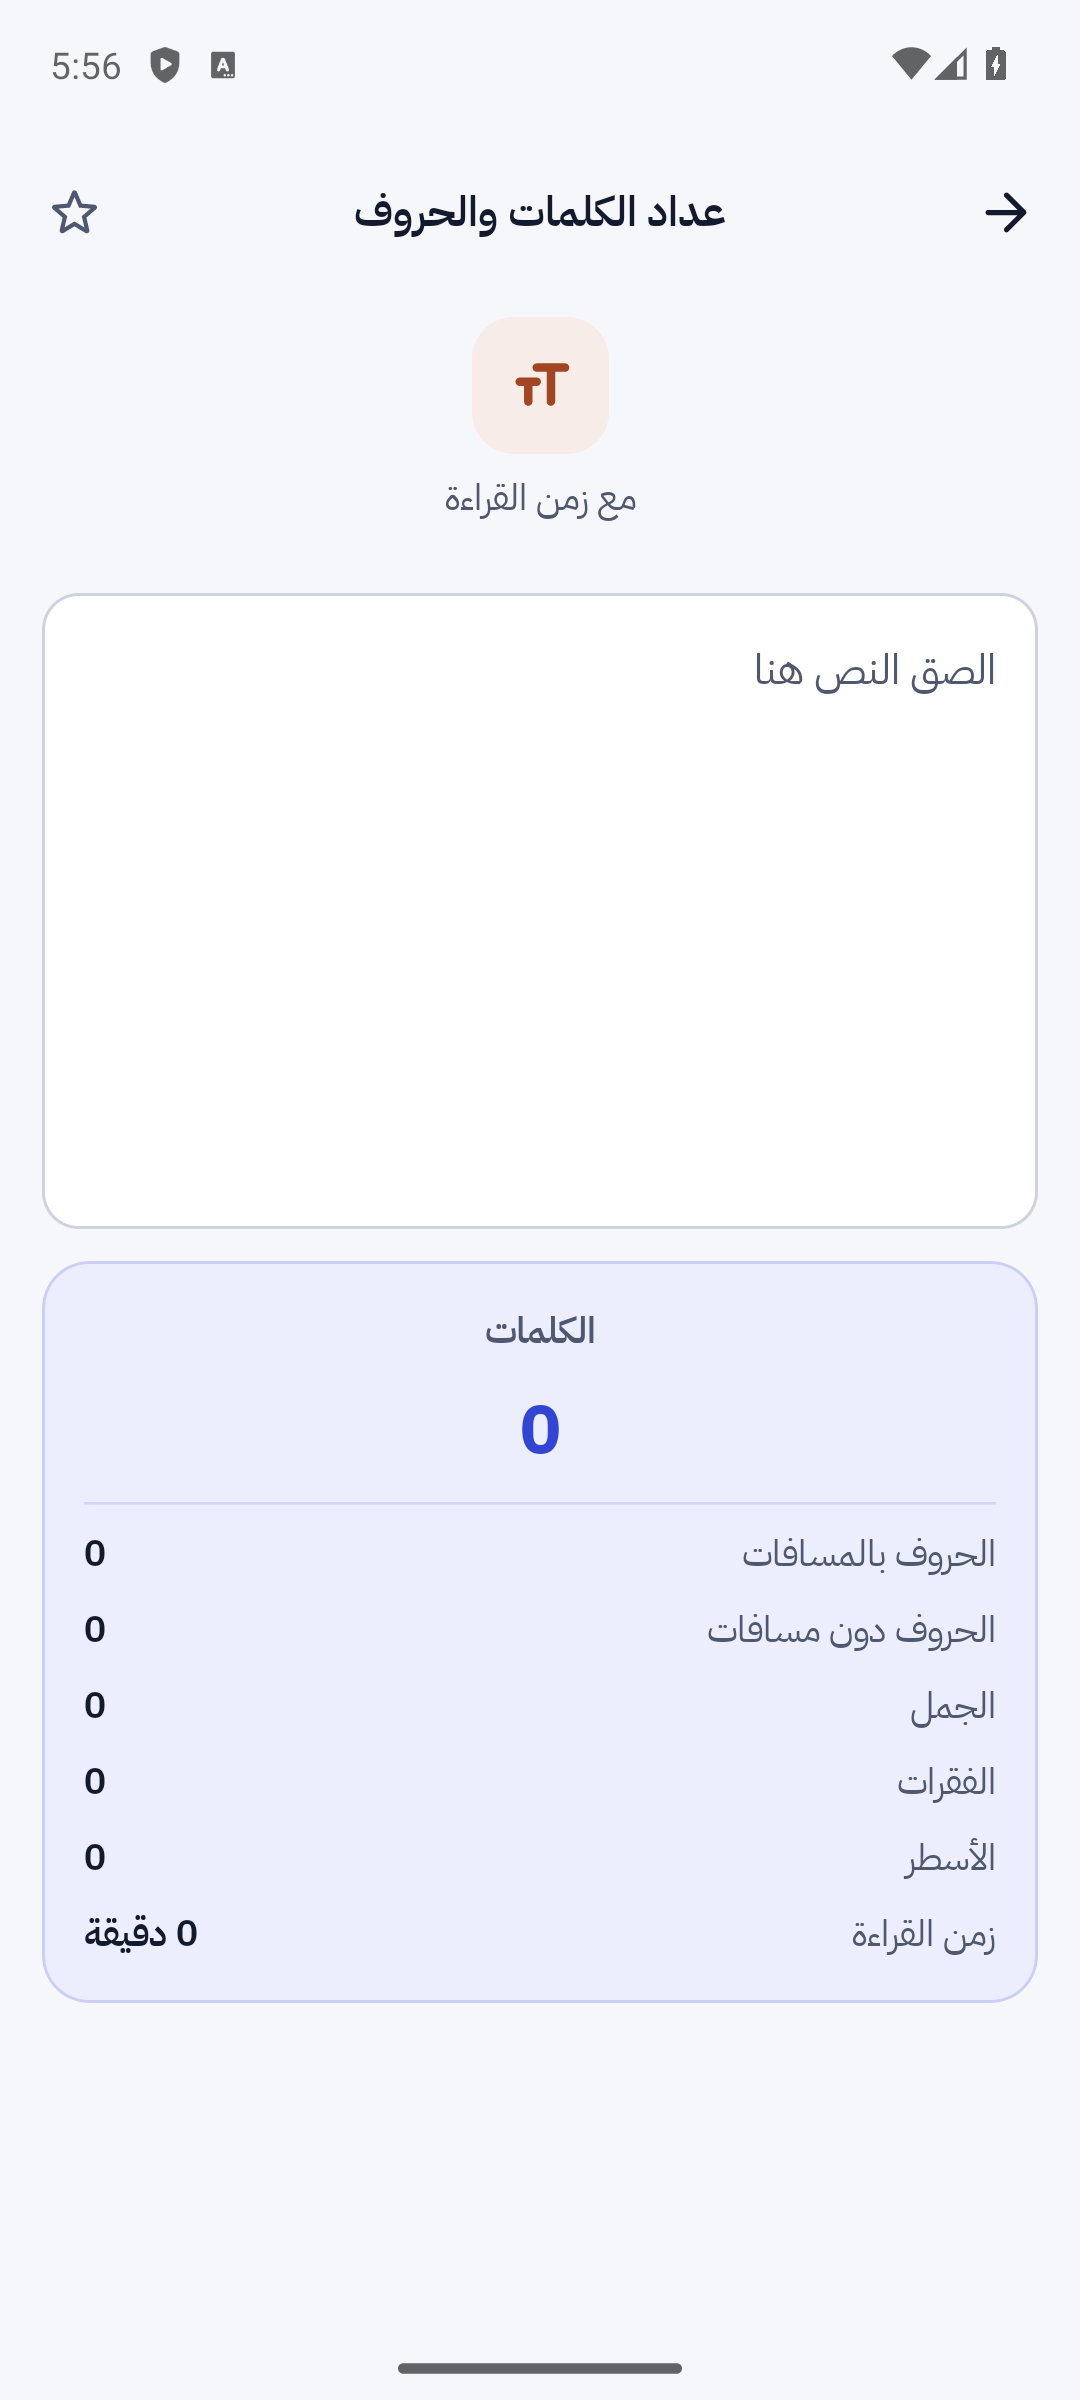 5:56
عداد الكلمات والحروف
مع زمن القراءة
الصق النص هنا
الكلمات
0
الحروف بالمسافات 0
الحروف دون مسافات 0
الجمل 0
الفقرات 0
الأسطر 0
زمن القراءة 0 دقيقة